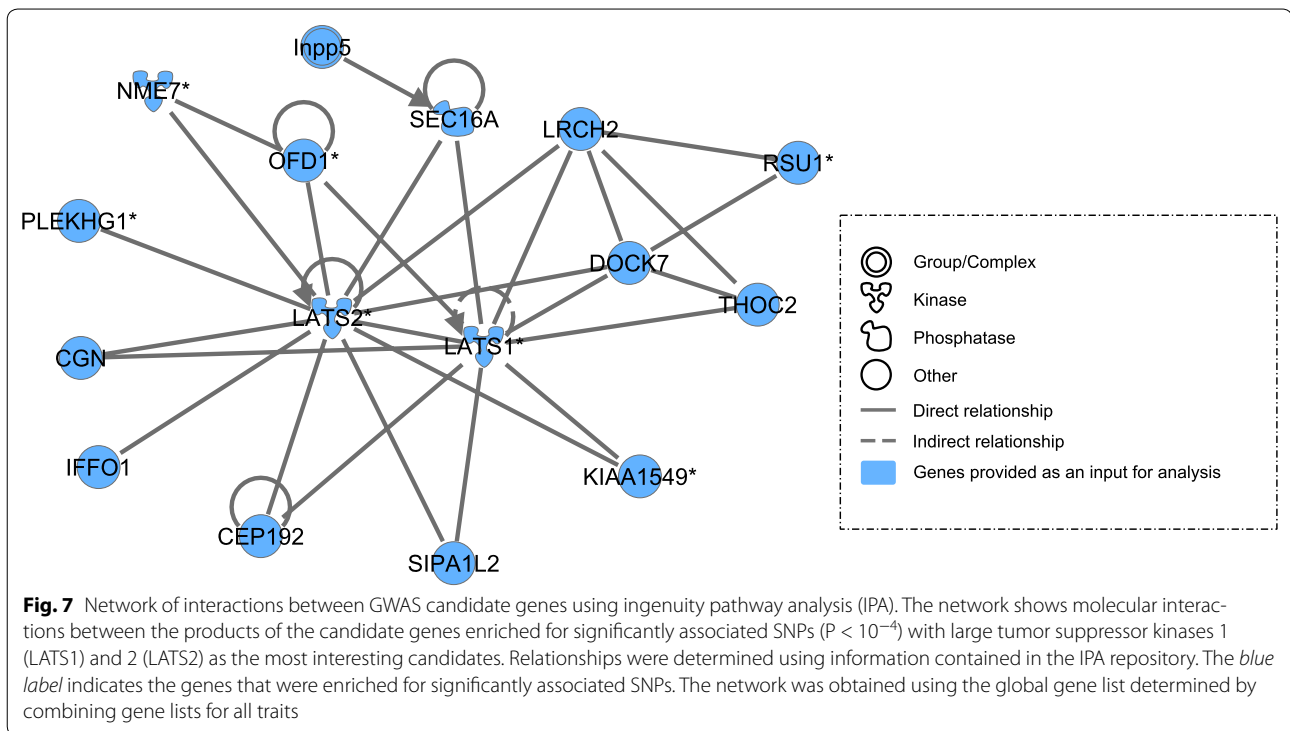 Inpp5
NME7*
SEC16A
LRCH2
OFD1*
RSU1*
PLEKHG1*
DOCK7
THOC2
LATS2*
LATS1*
CGN
IFFO1
KIAA1549*
CEP192
SIPA1L2
Group/Complex
Kinase
Phosphatase
Other
Direct relationship
Indirect relationship
Genes provided as an input for analysis
Fig. 7 Network of interactions between GWAS candidate genes using ingenuity pathway analysis (IPA). The network shows molecular interac-
tions between the products of the candidate genes enriched for significantly associated SNPs (P < 10⁻⁴) with large tumor suppressor kinases 1
(LATS1) and 2 (LATS2) as the most interesting candidates. Relationships were determined using information contained in the IPA repository. The blue
label indicates the genes that were enriched for significantly associated SNPs. The network was obtained using the global gene list determined by
combining gene lists for all traits